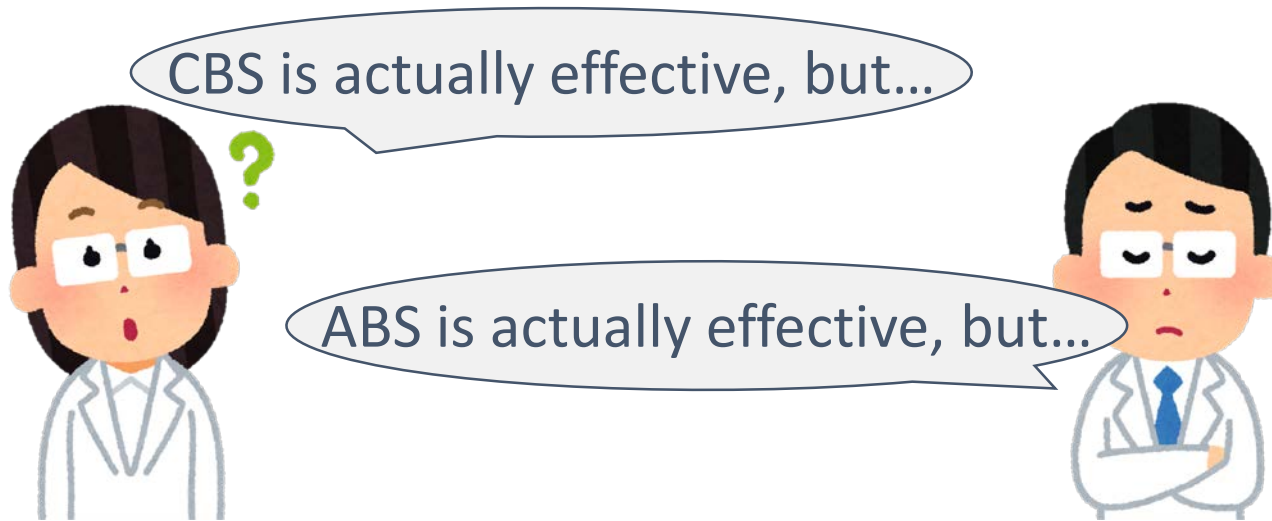 CBS is actually effective, but…
?
ABS is actually effective, but…